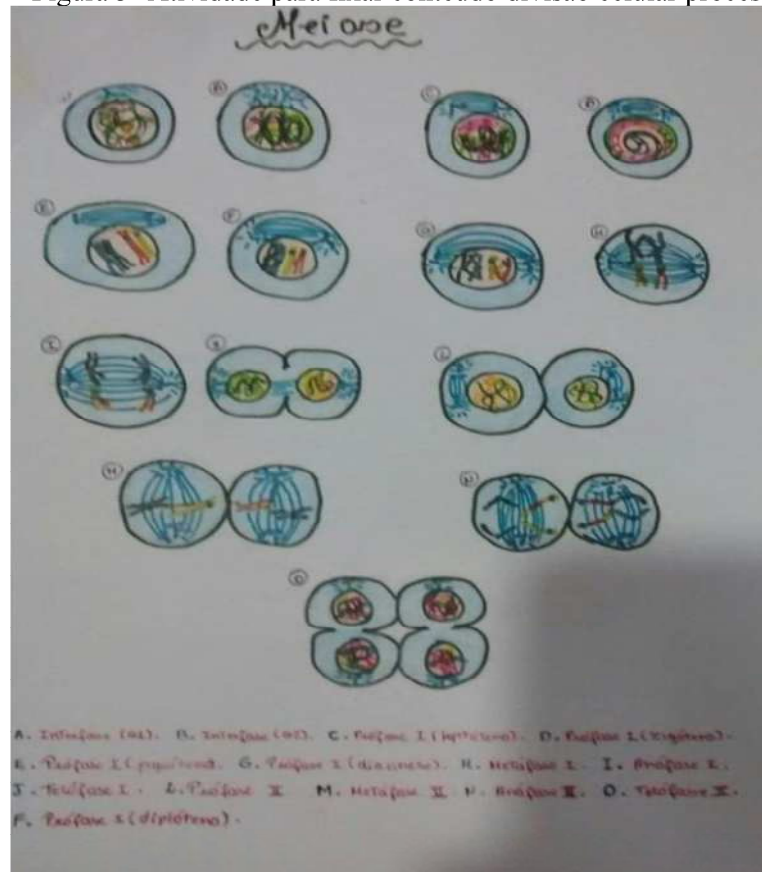 Meiose
B
C
E
F
H
I
L
M
N
O
A. Interfase (G1). B. Interfase (G2). C. Prófase I (leptóteno). D. Prófase I (zigóteno).
E. Prófase I (paquíteno). G. Prófase I (diacinese). H. Metáfase I. I. Anáfase I.
J. Telófase I. L. Prófase II M. Metáfase II N. Anáfase II. O. Telófase II.
F. Prófase I (diplóteno).